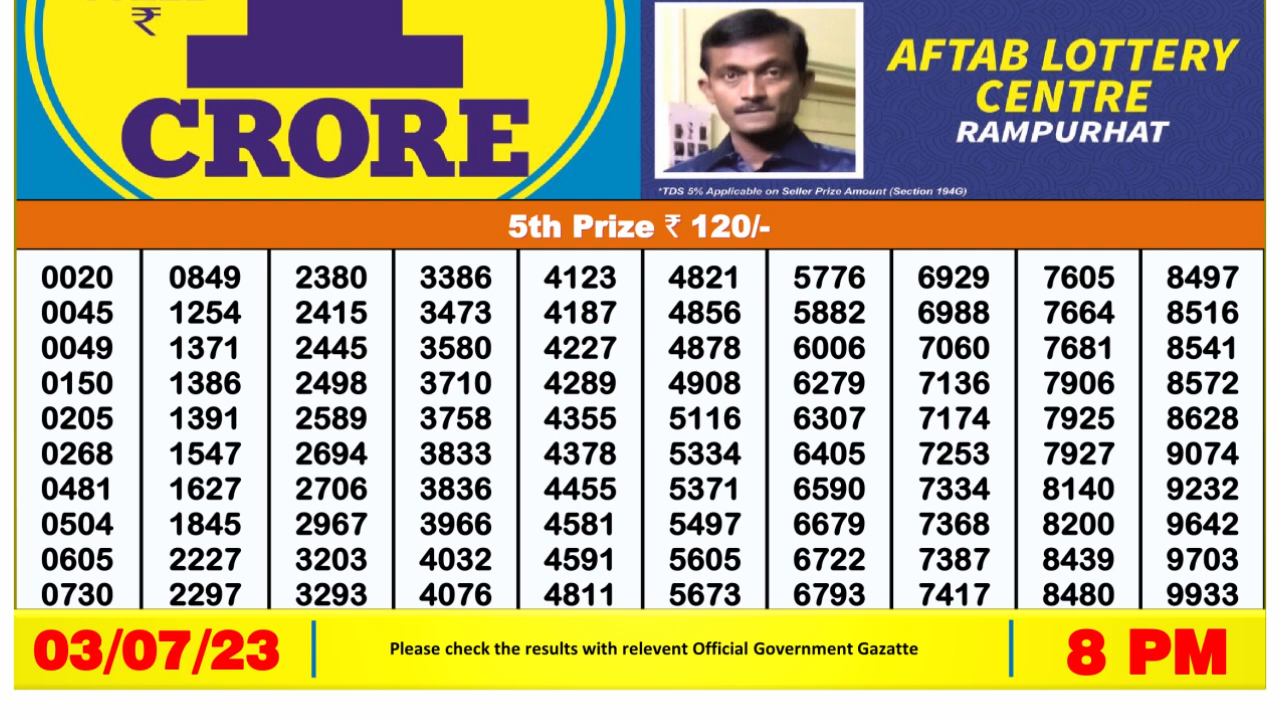 ₹
1
CRORE
AFTAB LOTTERY
CENTRE
RAMPURHAT
*TDS 5% Applicable on Seller Prize Amount (Section 194G)
5th Prize ₹ 120/-
0020 0849 2380 3386 4123 4821 5776 6929 7605 8497
0045 1254 2415 3473 4187 4856 5882 6988 7664 8516
0049 1371 2445 3580 4227 4878 6006 7060 7681 8541
0150 1386 2498 3710 4289 4908 6279 7136 7906 8572
0205 1391 2589 3758 4355 5116 6307 7174 7925 8628
0268 1547 2694 3833 4378 5334 6405 7253 7927 9074
0481 1627 2706 3836 4455 5371 6590 7334 8140 9232
0504 1845 2967 3966 4581 5497 6679 7368 8200 9642
0605 2227 3203 4032 4591 5605 6722 7387 8439 9703
0730 2297 3293 4076 4811 5673 6793 7417 8480 9933
03/07/23
Please check the results with relevent Official Government Gazatte
8 PM